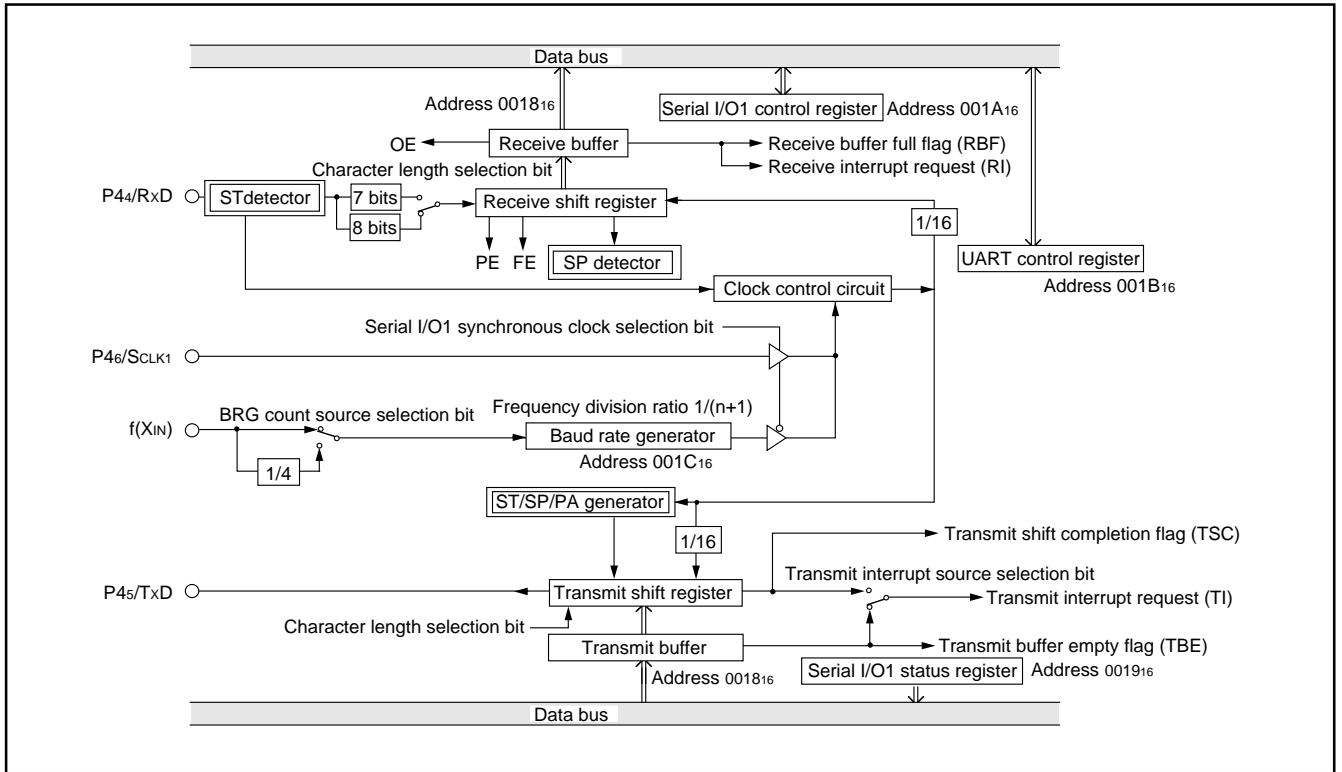 Data bus
Address 001816
Serial I/O1 control register Address 001A16
OE
Receive buffer
Receive buffer full flag (RBF)
Receive interrupt request (RI)
Character length selection bit
P44/RXD
STdetector
7 bits
8 bits
Receive shift register
1/16
PE FE
SP detector
UART control register
Address 001B16
Clock control circuit
Serial I/O1 synchronous clock selection bit
P46/SCLK1
BRG count source selection bit
Frequency division ratio 1/(n+1)
f(XIN)
Baud rate generator
Address 001C16
1/4
ST/SP/PA generator
1/16
Transmit shift completion flag (TSC)
Transmit interrupt source selection bit
P45/TXD
Transmit shift register
Transmit interrupt request (TI)
Character length selection bit
Transmit buffer
Transmit buffer empty flag (TBE)
Address 001816
Serial I/O1 status register Address 001916
Data bus